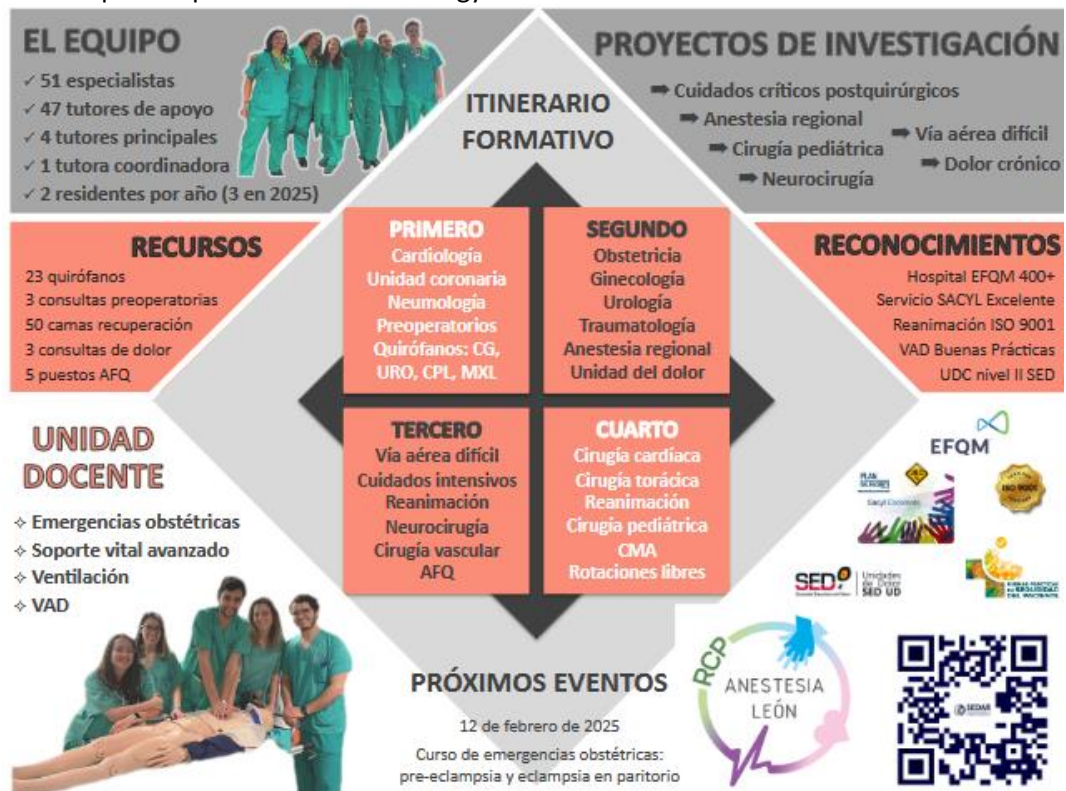 EL EQUIPO
✓ 51 especialistas
✓ 47 tutores de apoyo
✓ 4 tutores principales
✓ 1 tutora coordinadora
✓ 2 residentes por año (3 en 2025)
ITINERARIO
FORMATIVO
PROYECTOS DE INVESTIGACIÓN
➡ Cuidados críticos postquirúrgicos
➡ Anestesia regional
➡ Vía aérea difícil
➡ Cirugía pediátrica
➡ Dolor crónico
➡ Neurocirugía
RECURSOS
23 quirófanos
3 consultas preoperatorias
50 camas recuperación
3 consultas de dolor
5 puestos AFQ
PRIMERO
Cardiología
Unidad coronaria
Neumología
Preoperatorios
Quirófanos: CG,
URO, CPL, MXL
SEGUNDO
Obstetricia
Ginecología
Urología
Traumatología
Anestesia regional
Unidad del dolor
RECONOCIMIENTOS
Hospital EFQM 400+
Servicio SACYL Excelente
Reanimación ISO 9001
VAD Buenas Prácticas
UDC nivel II SED
TERCERO
Vía aérea difícil
Cuidados intensivos
Reanimación
Neurocirugía
Cirugía vascular
AFQ
CUARTO
Cirugía cardíaca
Cirugía torácica
Reanimación
Cirugía pediátrica
CMA
Rotaciones libres
UNIDAD
DOCENTE
✧ Emergencias obstétricas
✧ Soporte vital avanzado
✧ Ventilación
✧ VAD
EFQM
ISO 9001
Sacyl Excelente
SED
Unidades
de Dolor
SED UD
SEGURIDAD
DEL PACIENTE
PRÓXIMOS EVENTOS
12 de febrero de 2025
Curso de emergencias obstétricas:
pre-eclampsia y eclampsia en paritorio
RCP
ANESTESIA
LEÓN
SEDAR